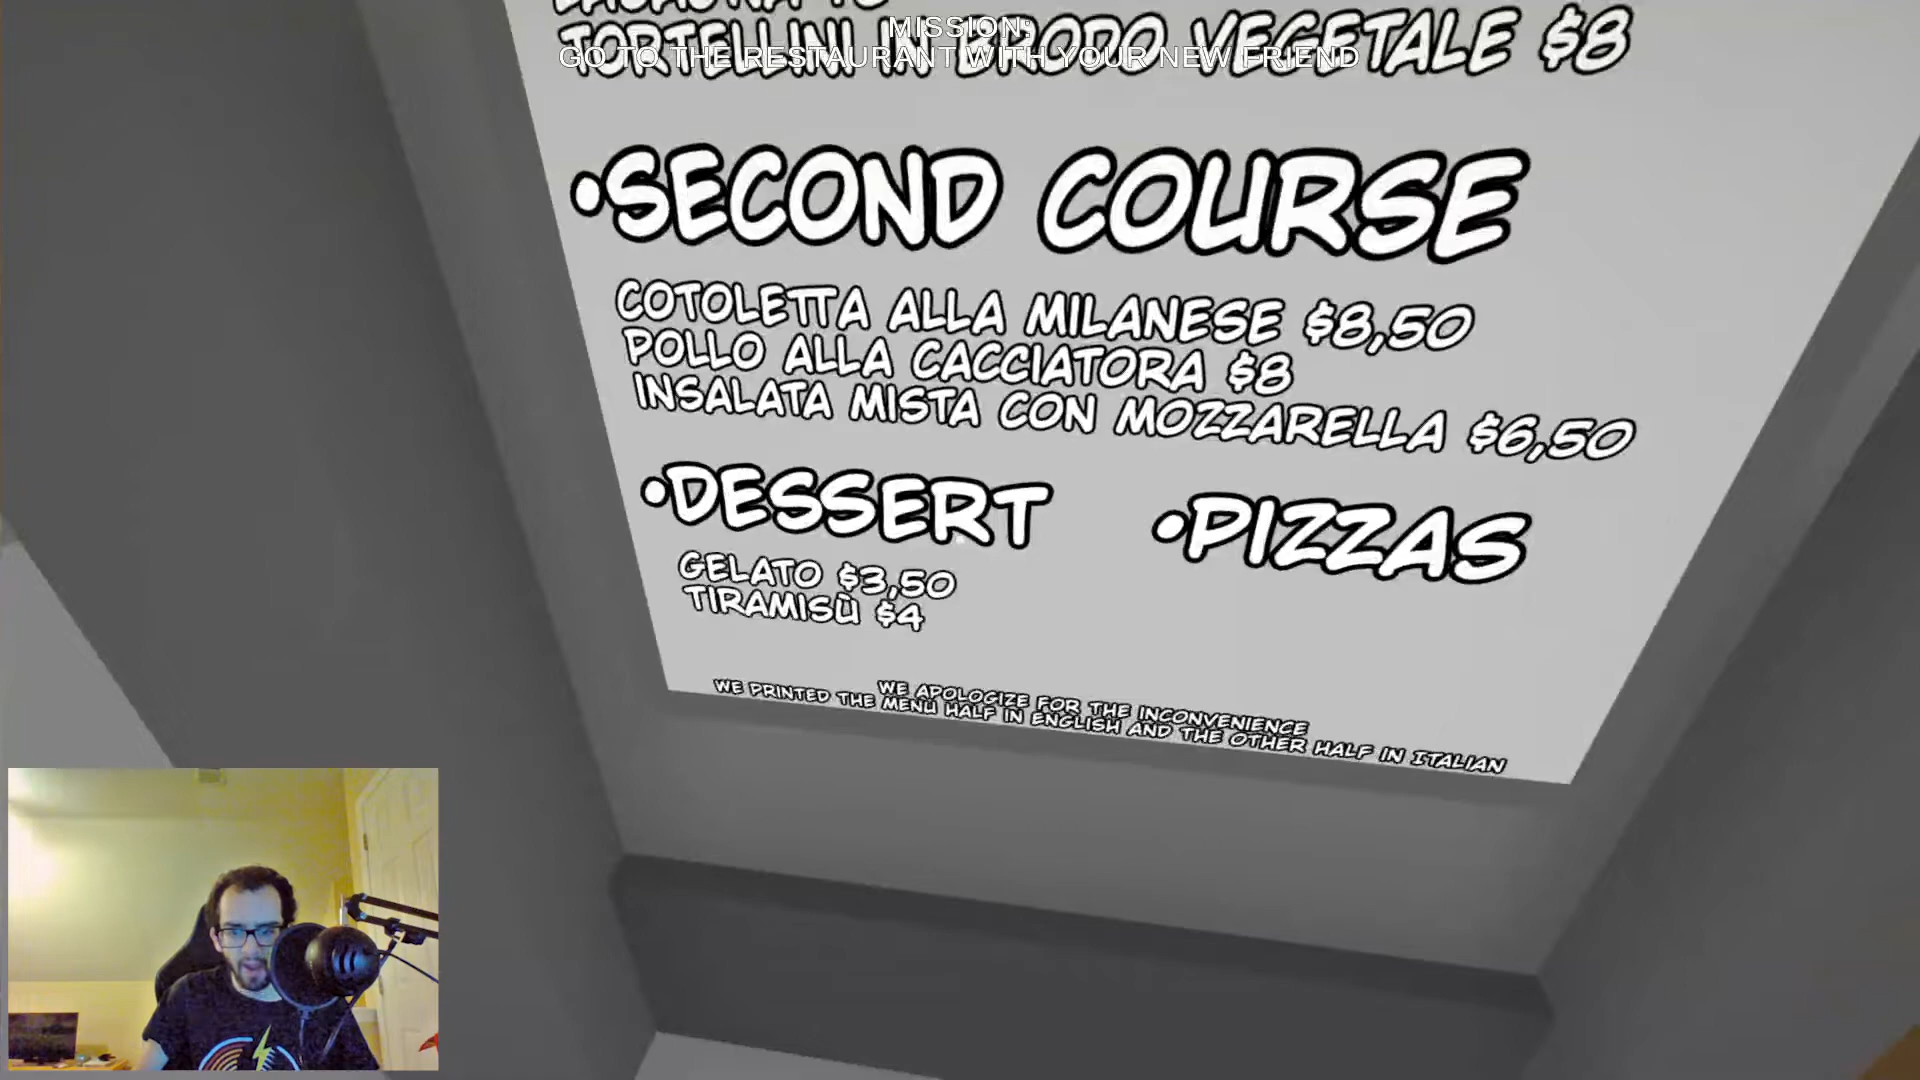 MISSION:
GO TO THE RESTAURANT WITH YOUR NEW FRIEND
TORTELLINI IN BRODO VEGETALE $8
•SECOND COURSE
COTOLETTA ALLA MILANESE $8,50
POLLO ALLA CACCIATORA $8
INSALATA MISTA CON MOZZARELLA $6,50
•DESSERT
•PIZZAS
GELATO $3,50
TIRAMISÙ $4
WE APOLOGIZE FOR THE INCONVENIENCE
WE PRINTED THE MENÙ HALF IN ENGLISH AND THE OTHER HALF IN ITALIAN